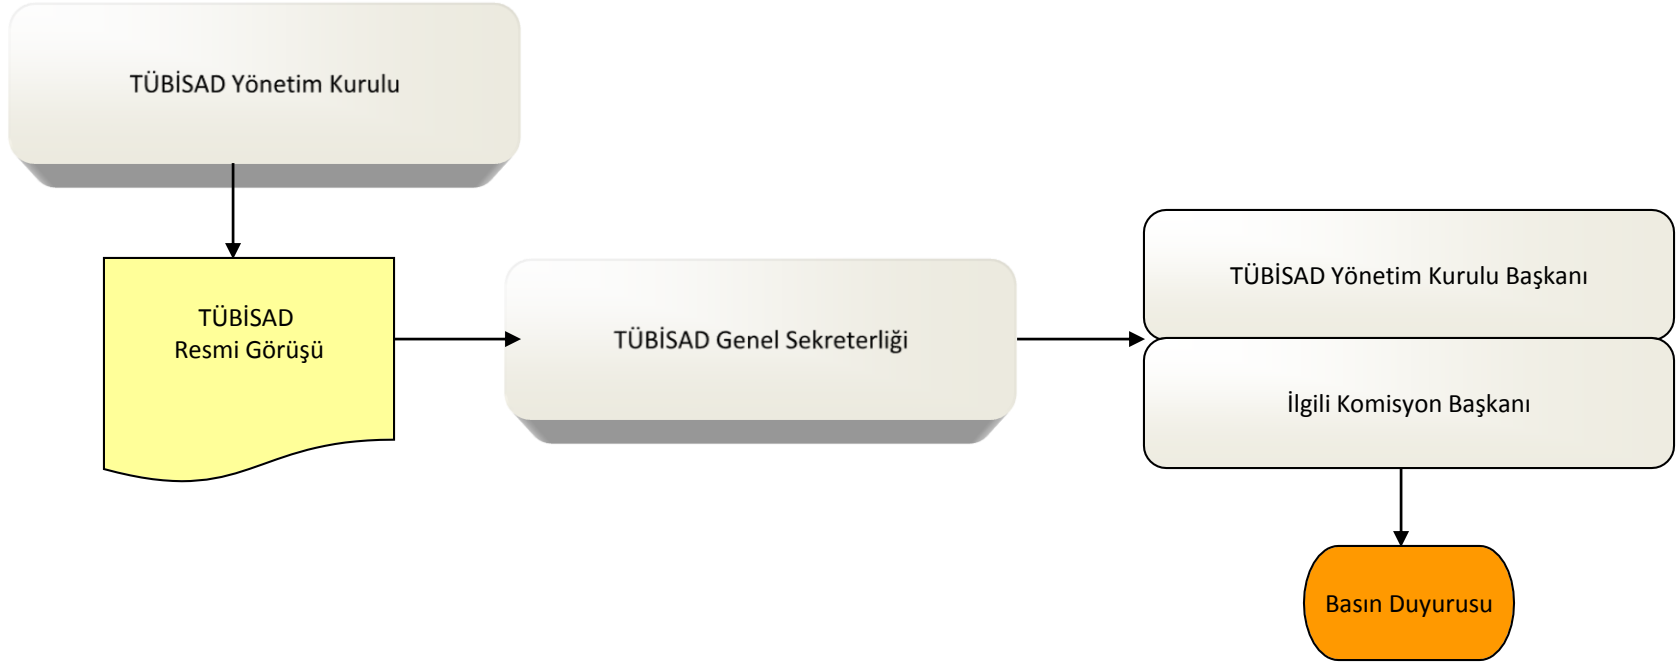 TÜBİSAD Yönetim Kurulu
TÜBİSAD
Resmi Görüşü
TÜBİSAD Genel Sekreterliği
TÜBİSAD Yönetim Kurulu Başkanı
İlgili Komisyon Başkanı
Basın Duyurusu